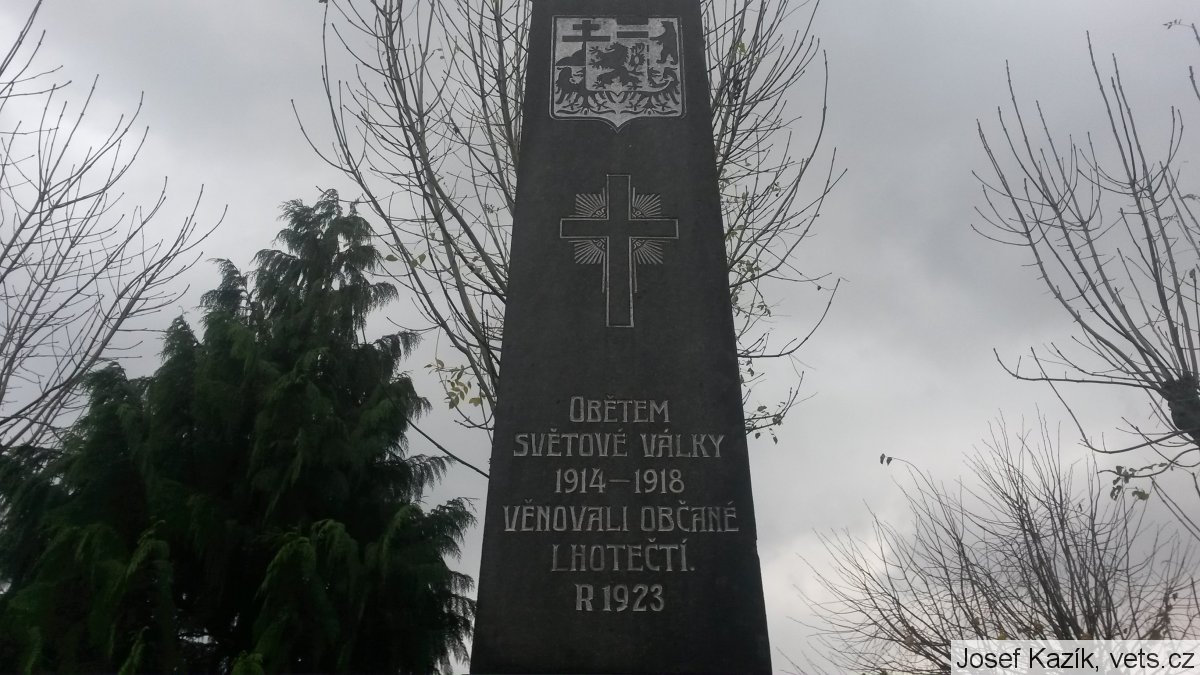 OBĚTEM
SVĚTOVÉ VÁLKY
1914–1918
VĚNOVALI OBČANÉ
LHOTEČTÍ.
R 1923
Josef Kazík, vets.cz